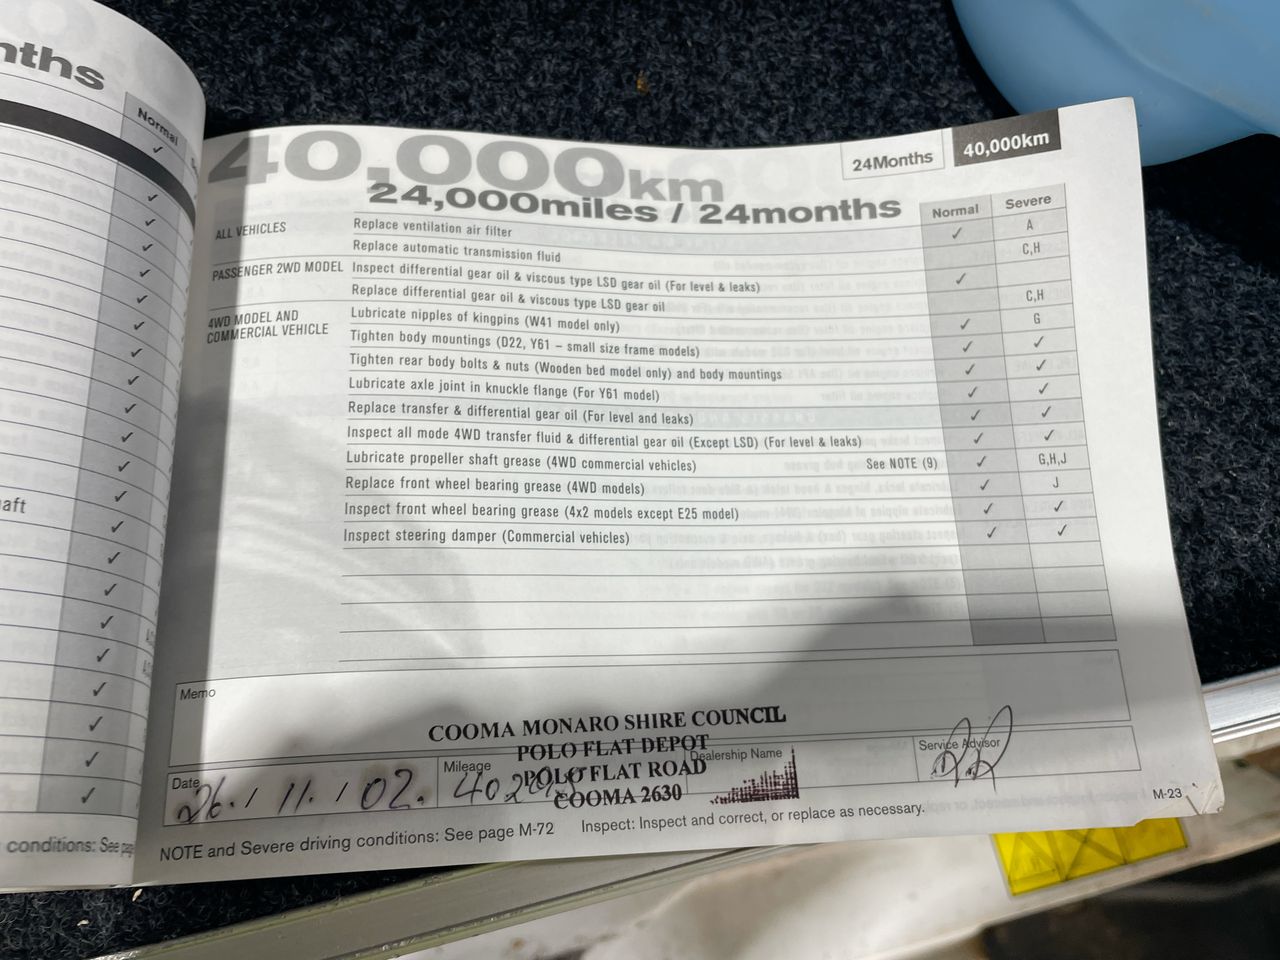 nths
Normal
aft
conditions: See pag
40,000km
24,000miles / 24months
24Months
40,000km
Normal
Severe
ALL VEHICLES
Replace ventilation air filter
✓
A
Replace automatic transmission fluid
C,H
PASSENGER 2WD MODEL
Inspect differential gear oil & viscous type LSD gear oil (For level & leaks)
✓
Replace differential gear oil & viscous type LSD gear oil
C,H
4WD MODEL AND
COMMERCIAL VEHICLE
Lubricate nipples of kingpins (W41 model only)
✓
G
Tighten body mountings (D22, Y61 – small size frame models)
✓
✓
Tighten rear body bolts & nuts (Wooden bed model only) and body mountings
✓
✓
Lubricate axle joint in knuckle flange (For Y61 model)
✓
✓
Replace transfer & differential gear oil (For level and leaks)
✓
✓
Inspect all mode 4WD transfer fluid & differential gear oil (Except LSD) (For level & leaks)
✓
✓
Lubricate propeller shaft grease (4WD commercial vehicles)
See NOTE (9)
✓
G,H,J
Replace front wheel bearing grease (4WD models)
✓
J
Inspect front wheel bearing grease (4x2 models except E25 model)
✓
✓
Inspect steering damper (Commercial vehicles)
✓
✓
Memo
COOMA MONARO SHIRE COUNCIL
POLO FLAT DEPOT
POLO FLAT ROAD
COOMA 2630
Date
26. / 11. / 02.
Mileage
Dealership Name
Service Advisor
NOTE and Severe driving conditions: See page M-72
Inspect: Inspect and correct, or replace as necessary.
M-23